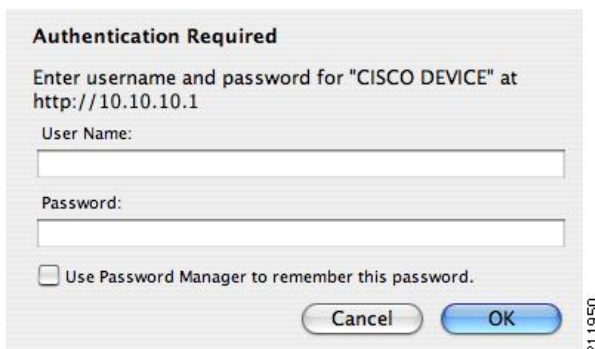 Authentication Required
Enter username and password for "CISCO DEVICE" at
http://10.10.10.1
User Name:
Password:
Use Password Manager to remember this password.
Cancel
OK
211950